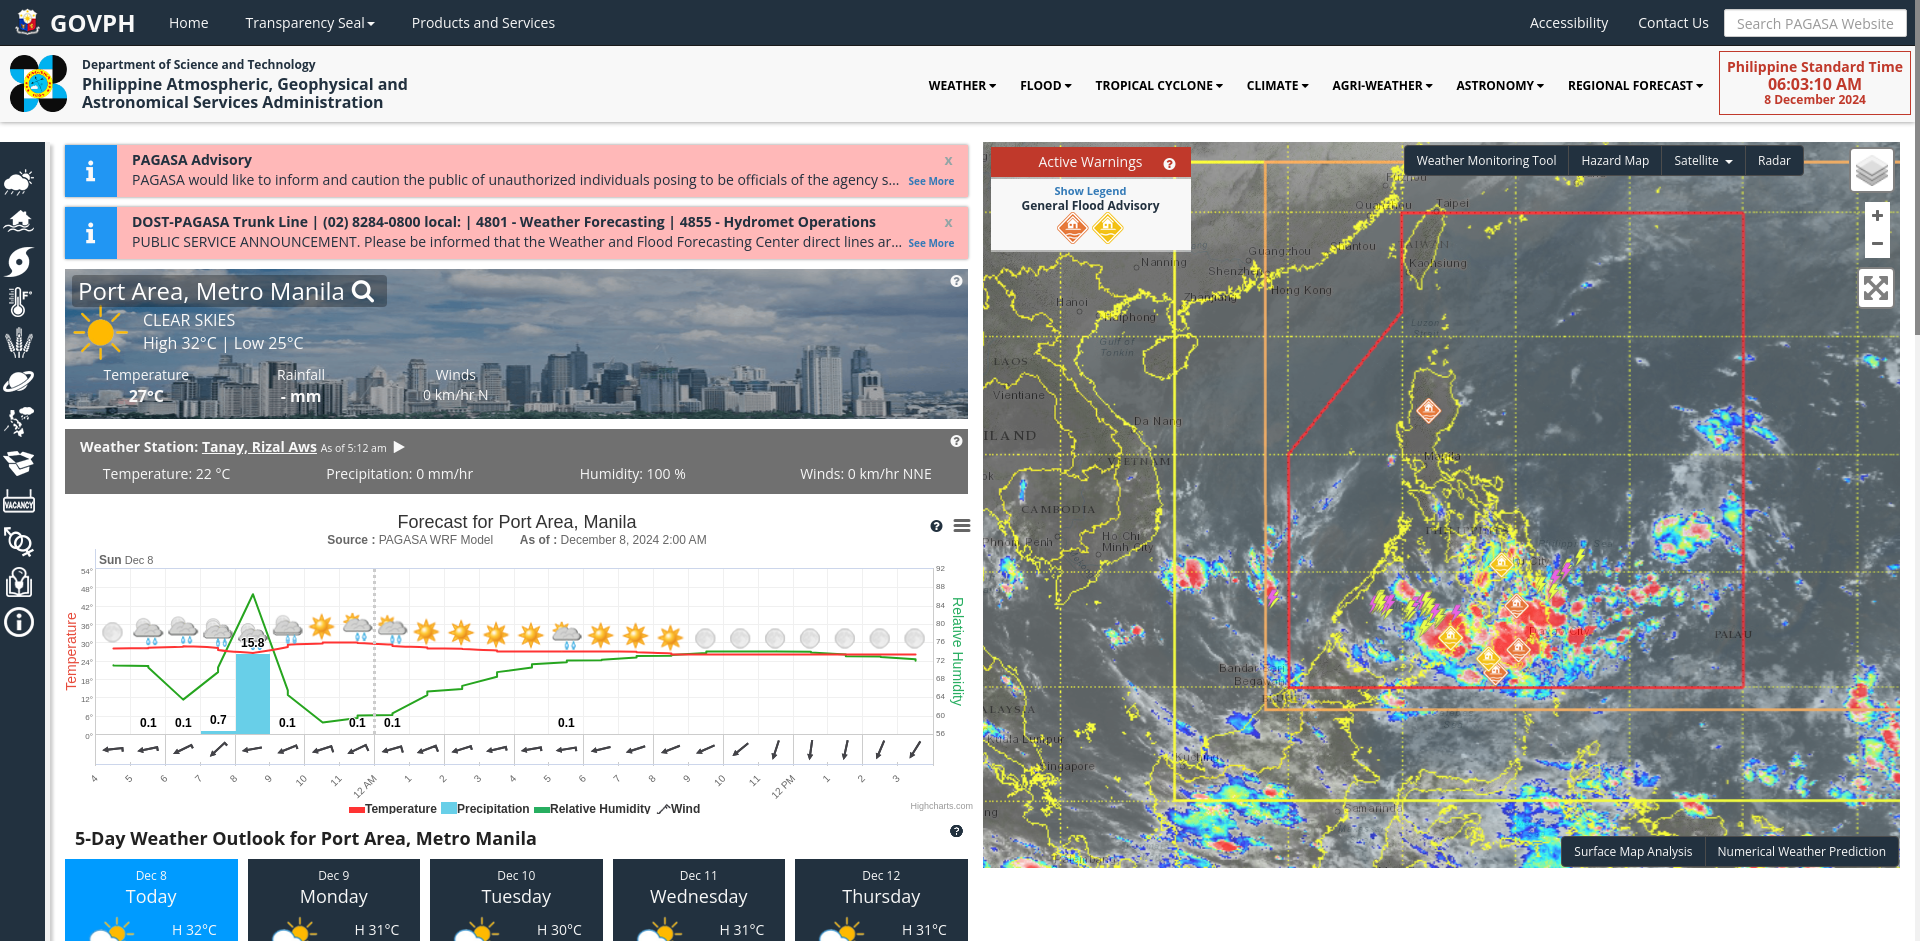 GOVPH
Home
Transparency Seal
Products and Services
Accessibility
Contact Us
Search PAGASA Website
Department of Science and Technology
Philippine Atmospheric, Geophysical and
Astronomical Services Administration
WEATHER
FLOOD
TROPICAL CYCLONE
CLIMATE
AGRI-WEATHER
ASTRONOMY
REGIONAL FORECAST
Philippine Standard Time
06:03:10 AM
8 December 2024
VACANCY
PAGASA Advisory
x
PAGASA would like to inform and caution the public of unauthorized individuals posing to be officials of the agency s...
See More
DOST-PAGASA Trunk Line | (02) 8284-0800 local: | 4801 - Weather Forecasting | 4855 - Hydromet Operations
x
PUBLIC SERVICE ANNOUNCEMENT. Please be informed that the Weather and Flood Forecasting Center direct lines ar...
See More
Port Area, Metro Manila
CLEAR SKIES
High 32°C | Low 25°C
Temperature
Rainfall
Winds
27°C
- mm
0 km/hr N
Weather Station: Tanay, Rizal Aws As of 5:12 am
Temperature: 22 °C
Precipitation: 0 mm/hr
Humidity: 100 %
Winds: 0 km/hr NNE
Forecast for Port Area, Manila
Source : PAGASA WRF Model
As of : December 8, 2024 2:00 AM
Sun Dec 8
Temperature
54°
48°
42°
36°
30°
24°
18°
12°
6°
0°
92
88
84
80
76
72
68
64
60
56
Relative Humidity
0.1
0.1
0.7
15.8
0.1
0.1
0.1
0.1
4
5
6
7
8
9
10
11
12 AM
1
2
3
4
5
6
7
8
9
10
11
12 PM
1
2
3
Temperature
Precipitation
Relative Humidity
Wind
Highcharts.com
5-Day Weather Outlook for Port Area, Metro Manila
Dec 8
Today
H 32°C
Dec 9
Monday
H 31°C
Dec 10
Tuesday
H 30°C
Dec 11
Wednesday
H 31°C
Dec 12
Thursday
H 31°C
Active Warnings
Show Legend
General Flood Advisory
Weather Monitoring Tool
Hazard Map
Satellite
Radar
+
−
Taipei
TAIWAN
Kaohsiung
Guangzhou
Shantou
Shenzhen
Hong Kong
Nanning
Zhanjiang
Hanoi
Haiphong
Gulf of
Tonkin
LAOS
Vientiane
Da Nang
VIETNAM
CAMBODIA
Phnom Penh
Ho Chi
Minh City
Luzon
Manila
PALAU
Bandar Seri
Begawan
Kuala Lumpur
Singapore
Kuching
Samarinda
Palembang
Surface Map Analysis
Numerical Weather Prediction